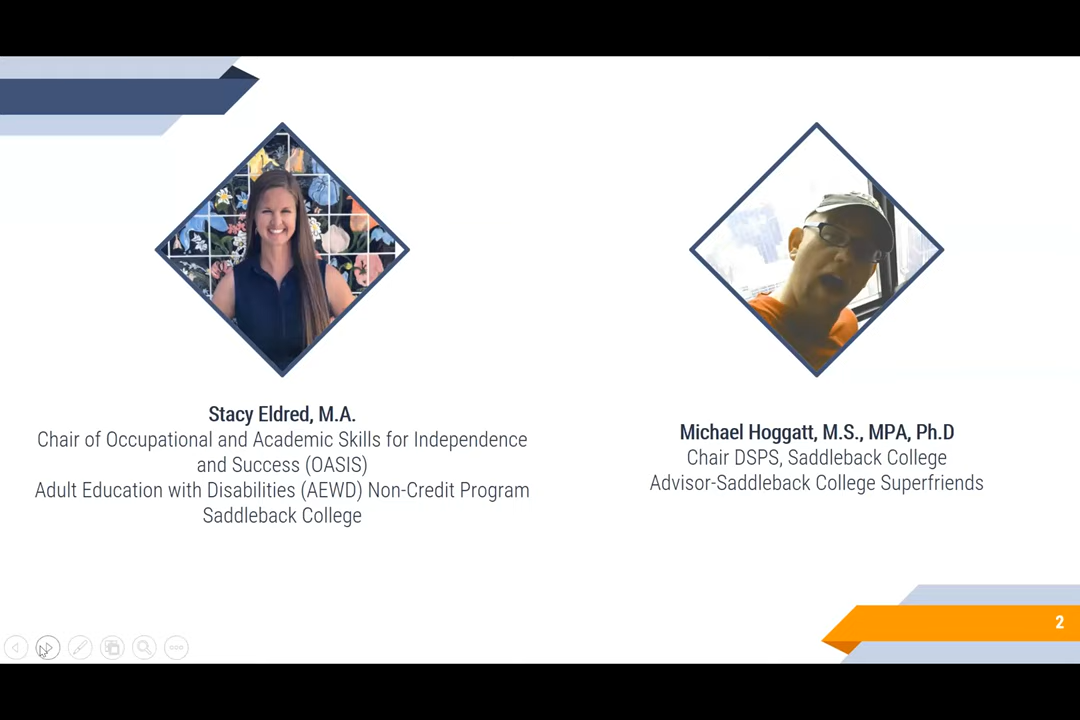 Stacy Eldred, M.A.
Chair of Occupational and Academic Skills for Independence
and Success (OASIS)
Adult Education with Disabilities (AEWD) Non-Credit Program
Saddleback College
Michael Hoggatt, M.S., MPA, Ph.D
Chair DSPS, Saddleback College
Advisor-Saddleback College Superfriends
2